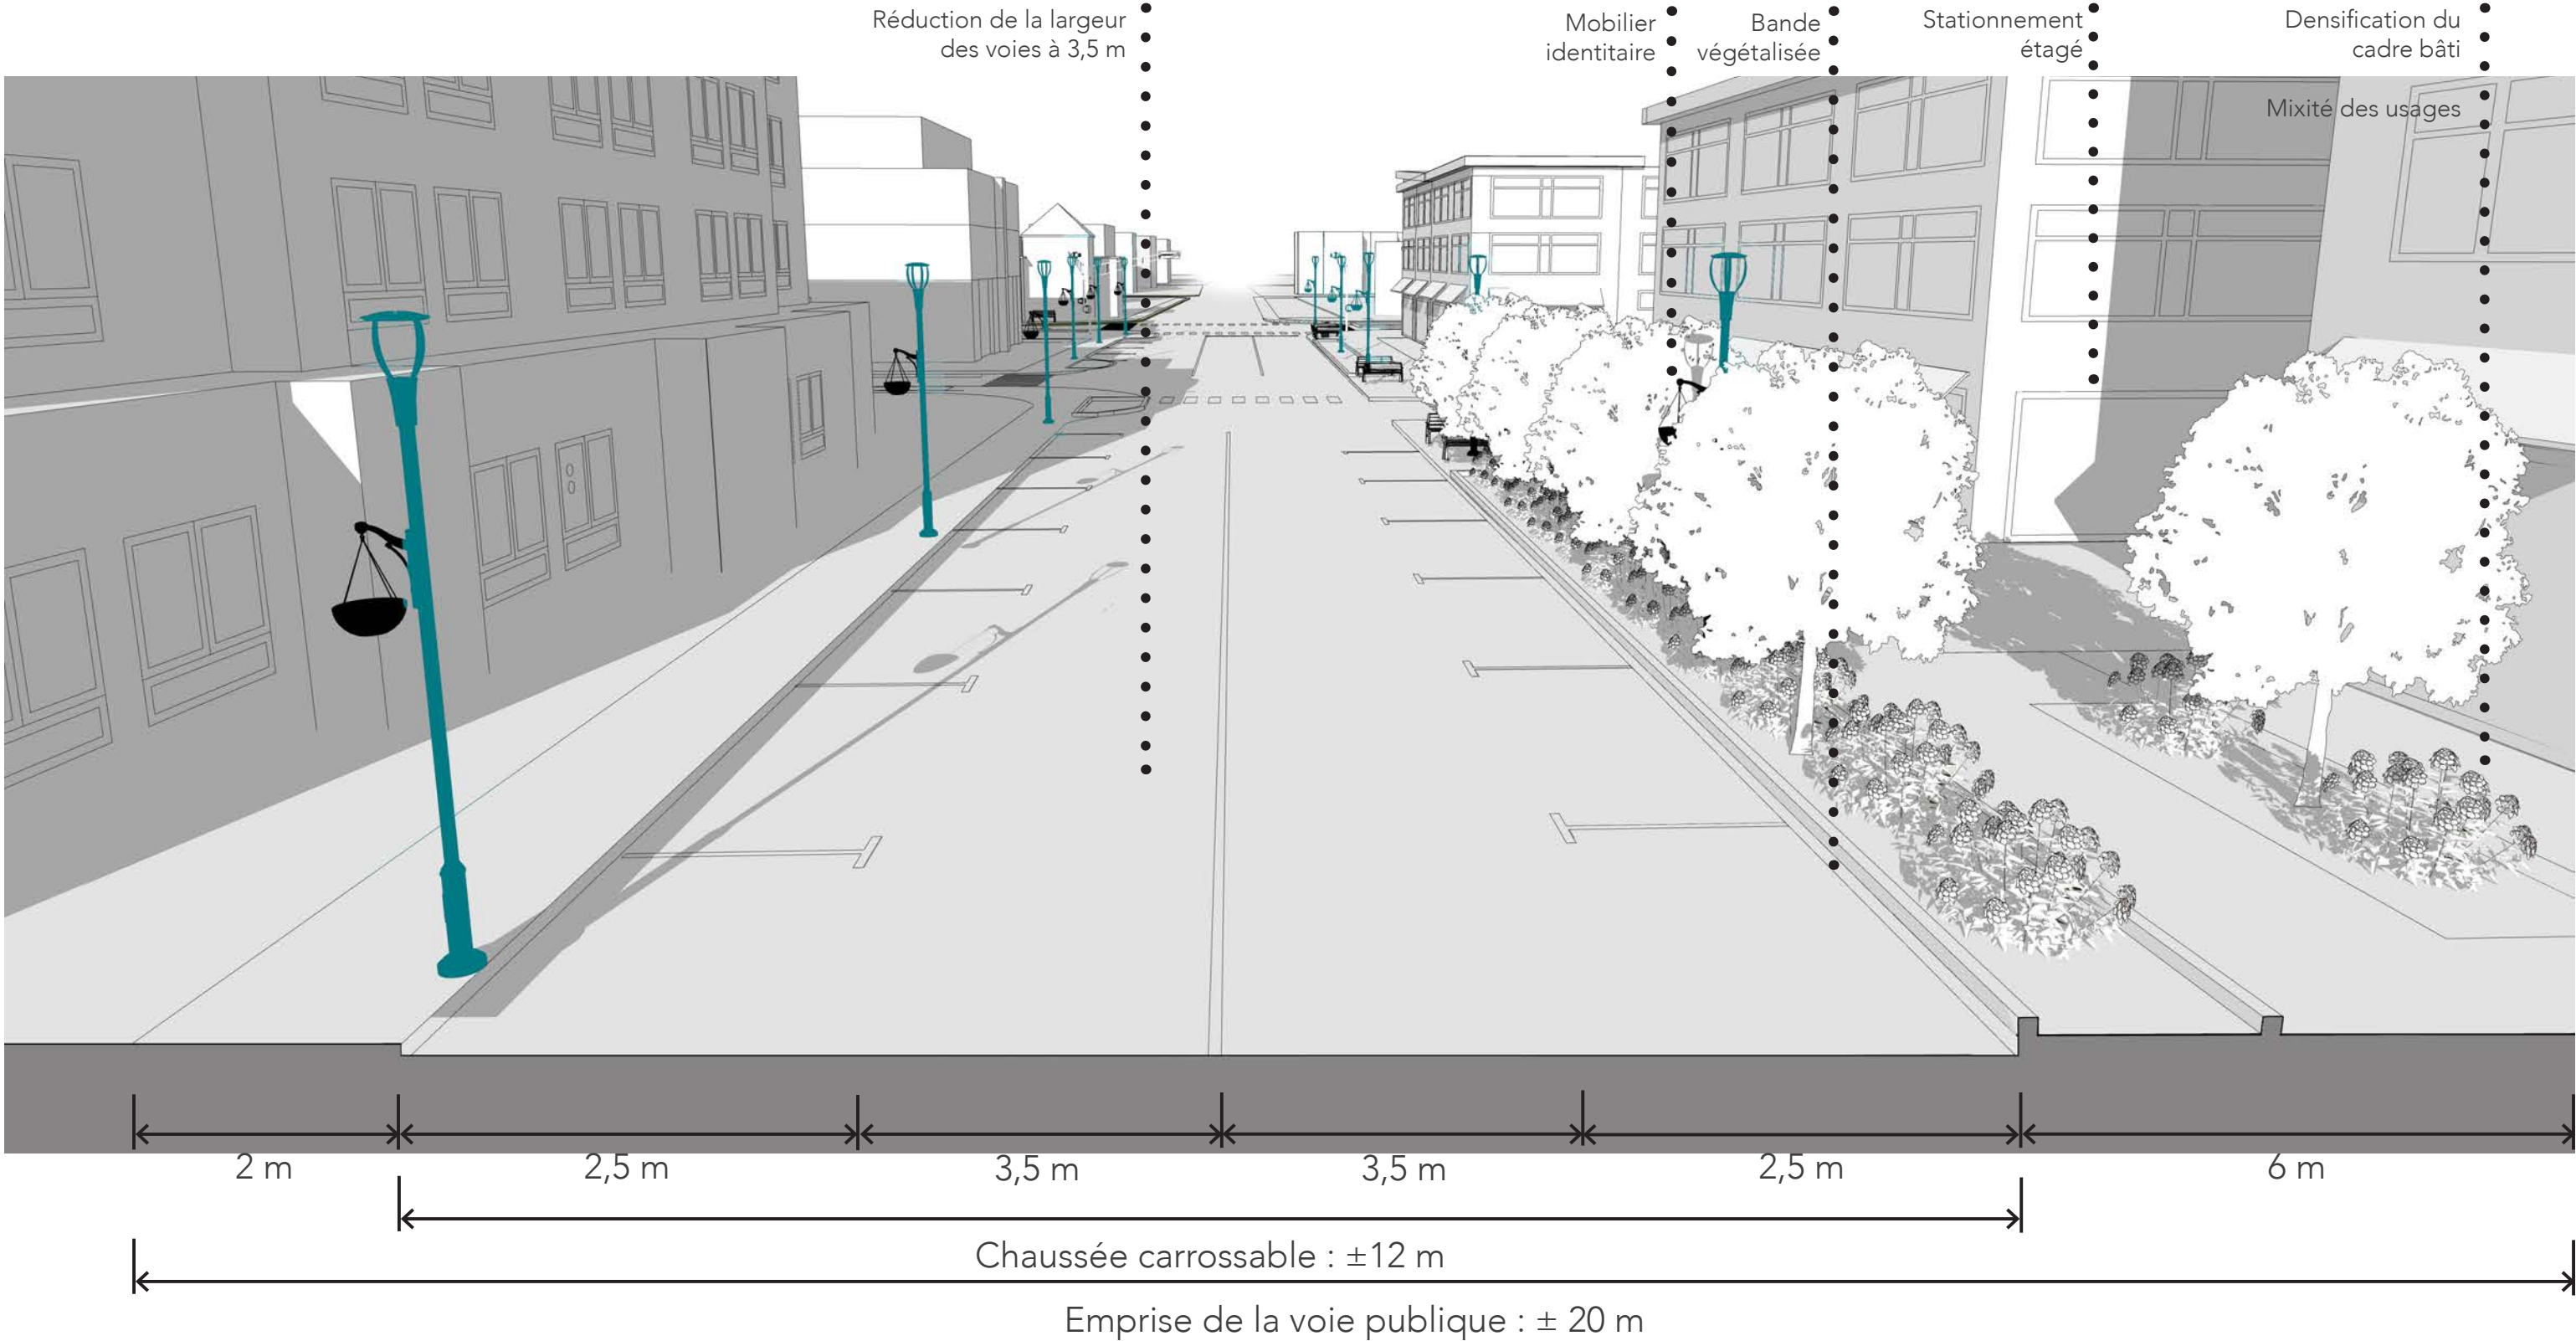 Réduction de la largeur
des voies à 3,5 m
Mobilier
identitaire
Bande
végétalisée
Stationnement
étagé
Densification du
cadre bâti
Mixité des usages
2 m
2,5 m
3,5 m
3,5 m
2,5 m
6 m
Chaussée carrossable : ±12 m
Emprise de la voie publique : ± 20 m